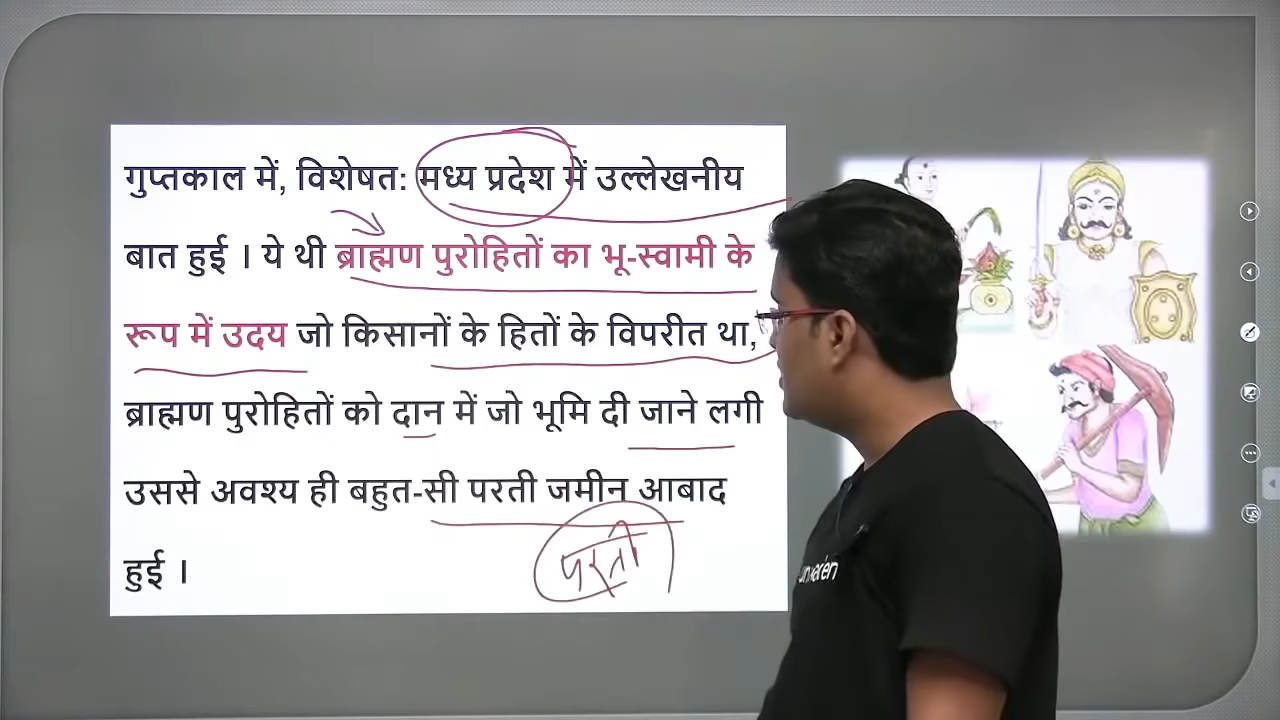 गुप्तकाल में, विशेषत: मध्य प्रदेश में उल्लेखनीय
बात हुई । ये थी ब्राह्मण पुरोहितों का भू-स्वामी के
रूप में उदय जो किसानों के हितों के विपरीत था,
ब्राह्मण पुरोहितों को दान में जो भूमि दी जाने लगी
उससे अवश्य ही बहुत-सी परती जमीन आबाद
हुई ।
परती